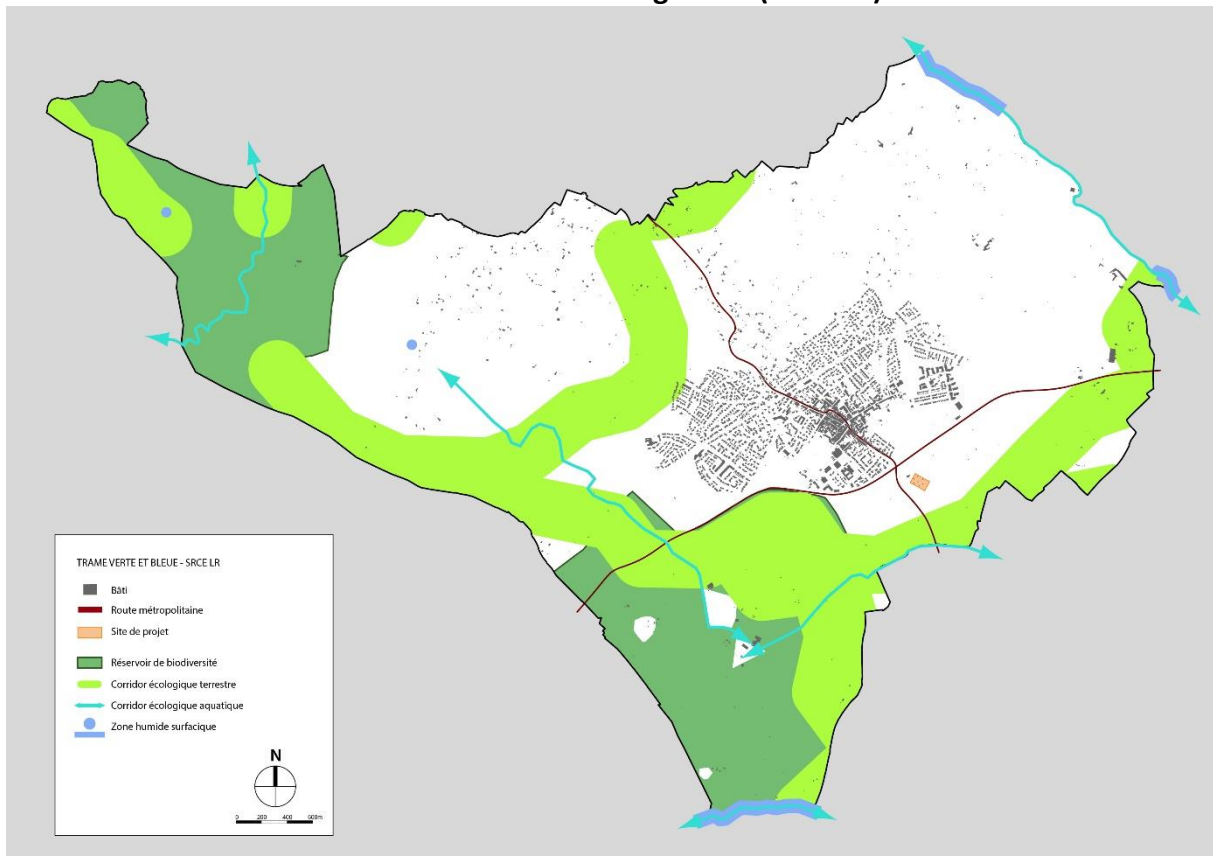 TRAME VERTE ET BLEUE - SRCE LR
Bâti
Route métropolitaine
Site de projet
Réservoir de biodiversité
Corridor écologique terrestre
Corridor écologique aquatique
Zone humide surfacique
N
0 200 400 600m